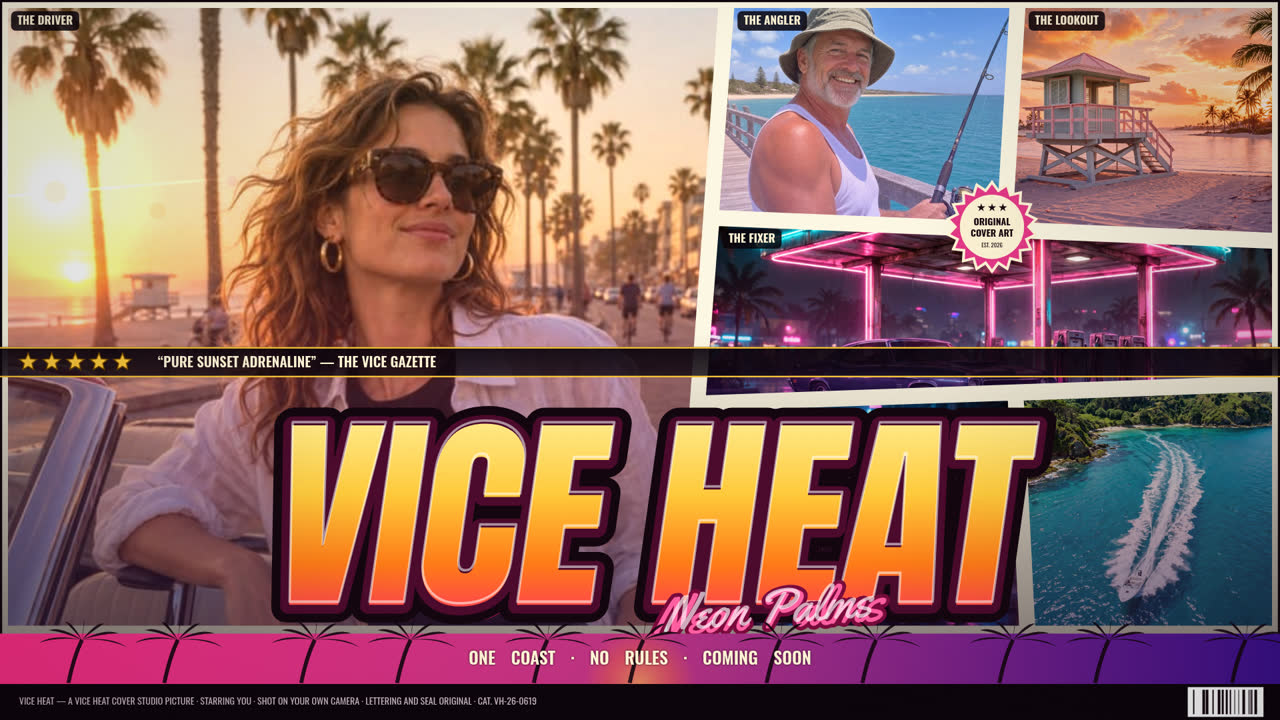 THE DRIVER
THE ANGLER
THE LOOKOUT
ORIGINAL
COVER ART
EST. 2026
THE FIXER
“PURE SUNSET ADRENALINE” — THE VICE GAZETTE
VICE HEAT
Neon Palms
ONE COAST · NO RULES · COMING SOON
VICE HEAT — A VICE HEAT COVER STUDIO PICTURE · STARRING YOU · SHOT ON YOUR OWN CAMERA · LETTERING AND SEAL ORIGINAL · CAT. VH-26-0619